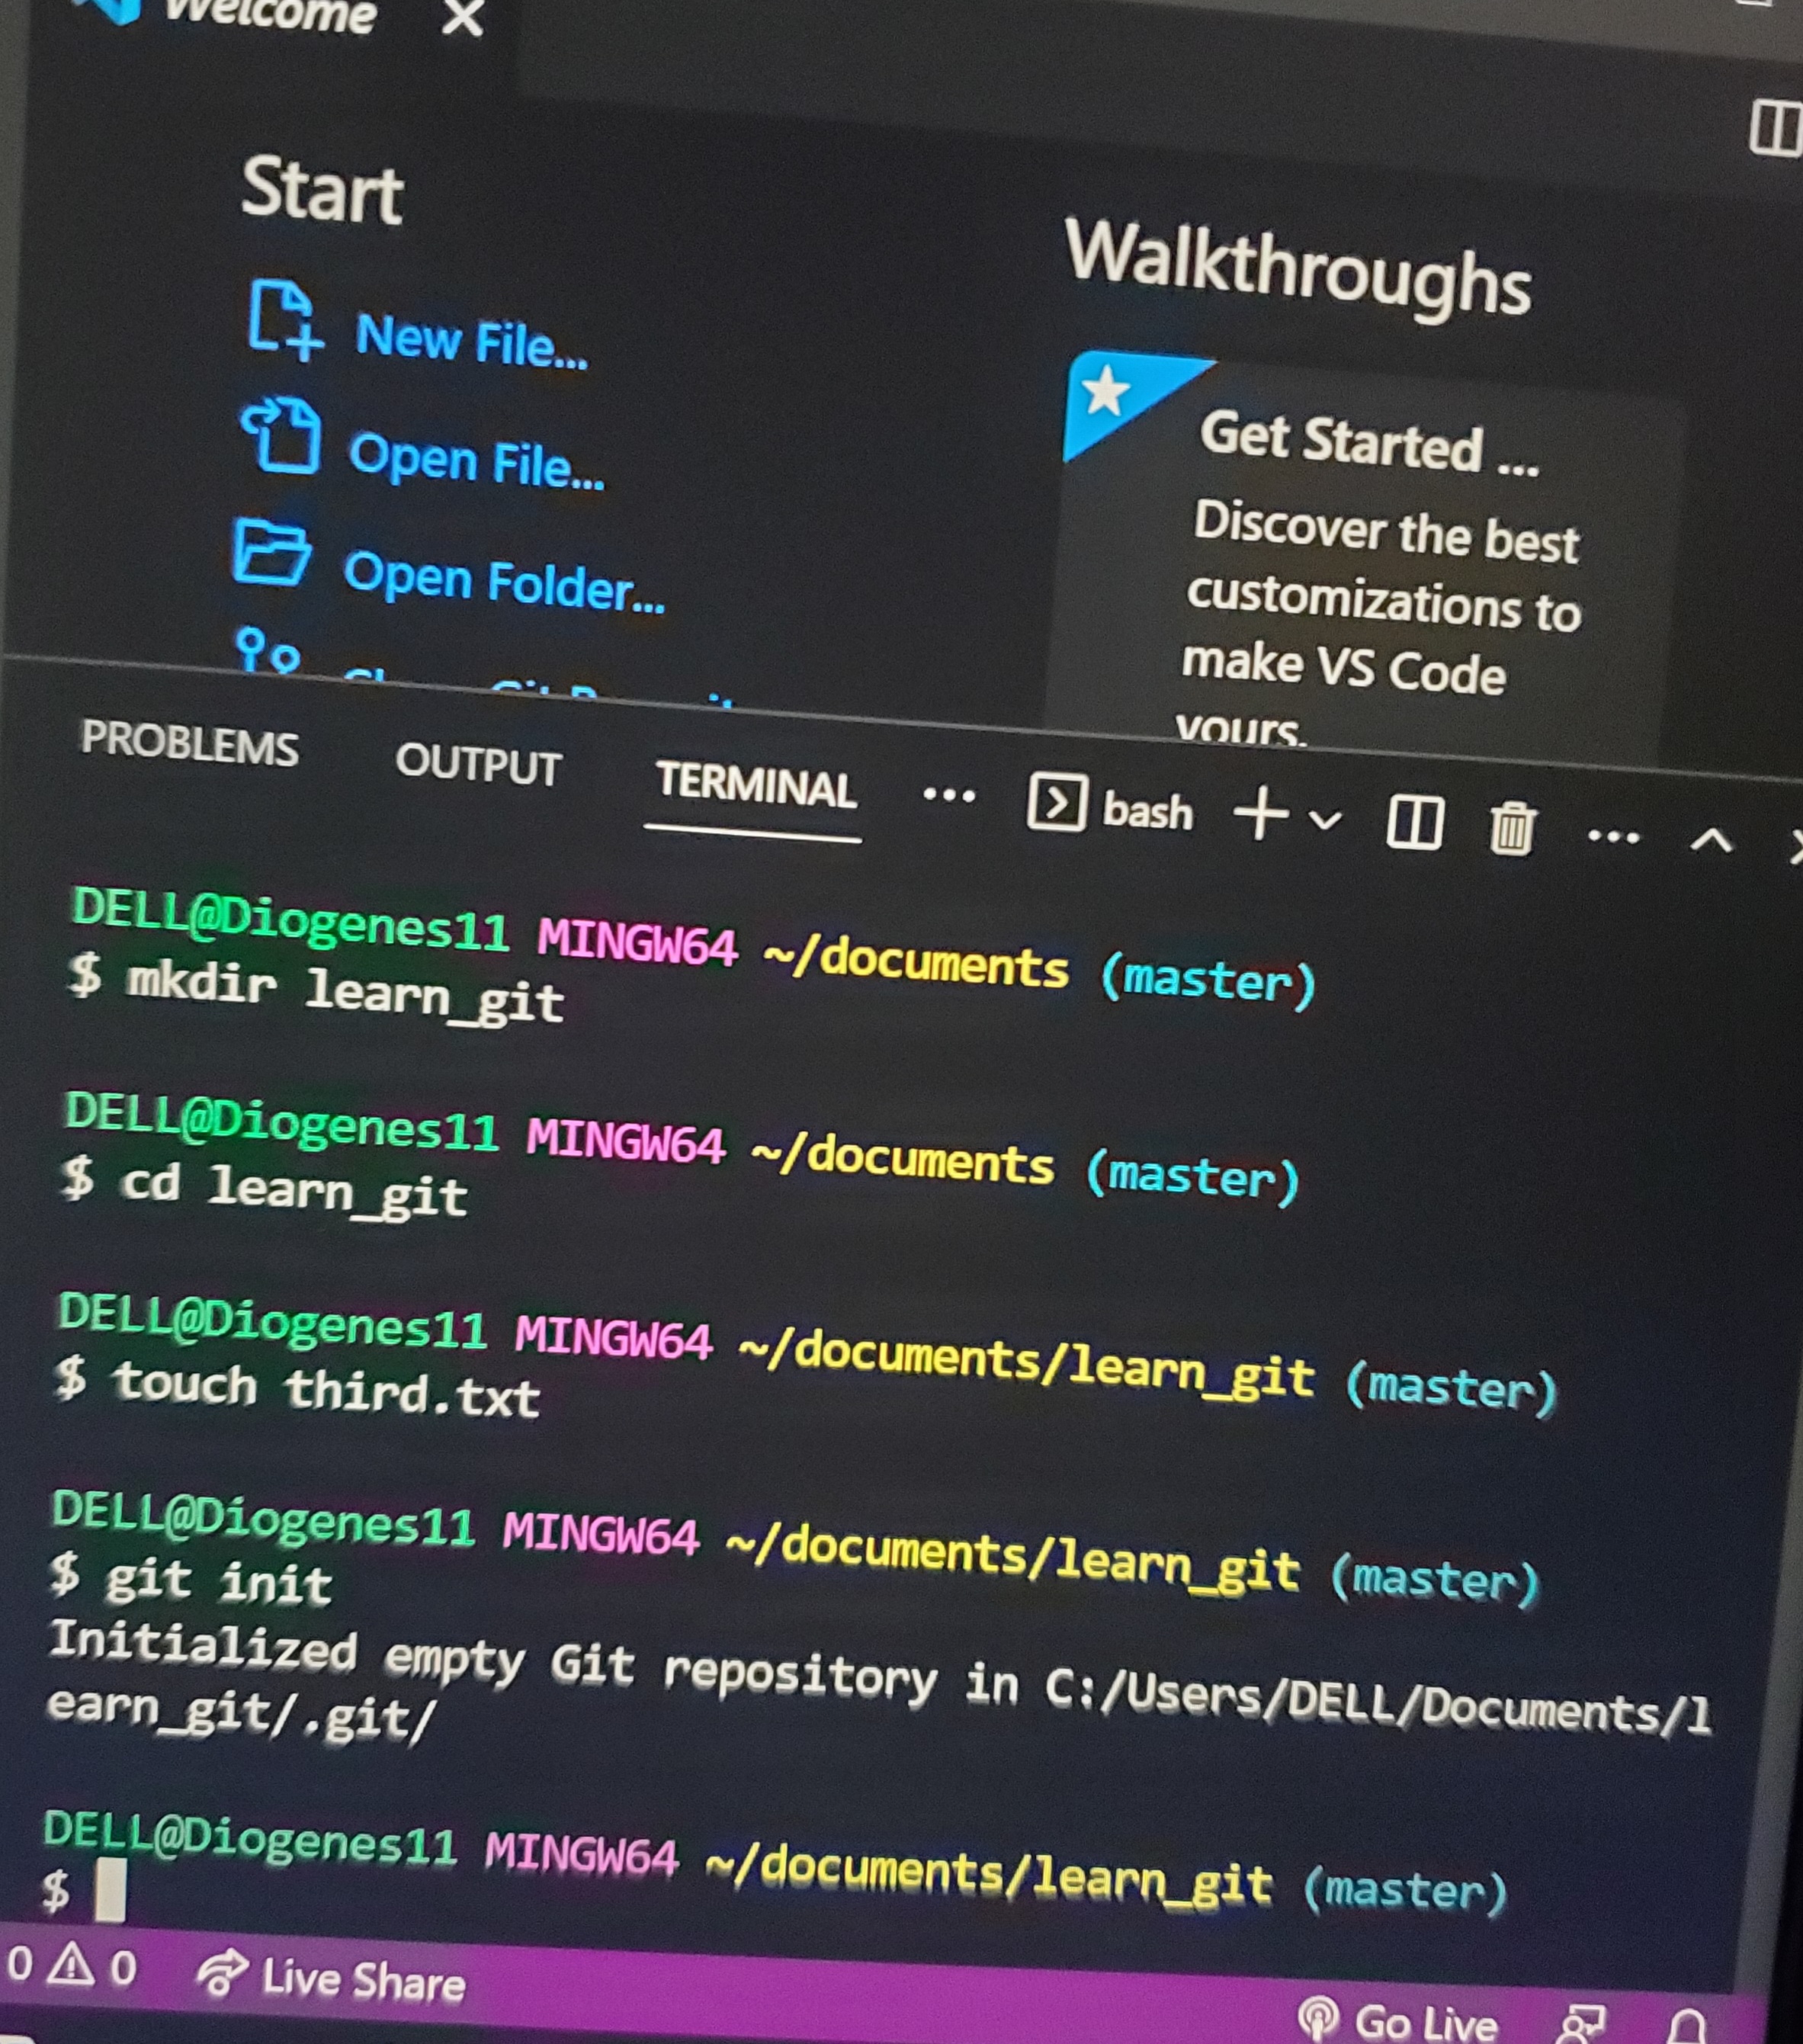 Welcome
Start
New File...
Open File...
Open Folder...
Walkthroughs
Get Started ...
Discover the best
customizations to
make VS Code
yours.
PROBLEMS OUTPUT TERMINAL ... bash
DELL@Diogenes11 MINGW64 ~/documents (master)
$ mkdir learn_git
DELL@Diogenes11 MINGW64 ~/documents (master)
$ cd learn_git
DELL@Diogenes11 MINGW64 ~/documents/learn_git (master)
$ touch third.txt
DELL@Diogenes11 MINGW64 ~/documents/learn_git (master)
$ git init
Initialized empty Git repository in C:/Users/DELL/Documents/l
earn_git/.git/
DELL@Diogenes11 MINGW64 ~/documents/learn_git (master)
$
0 0 Live Share Go Live